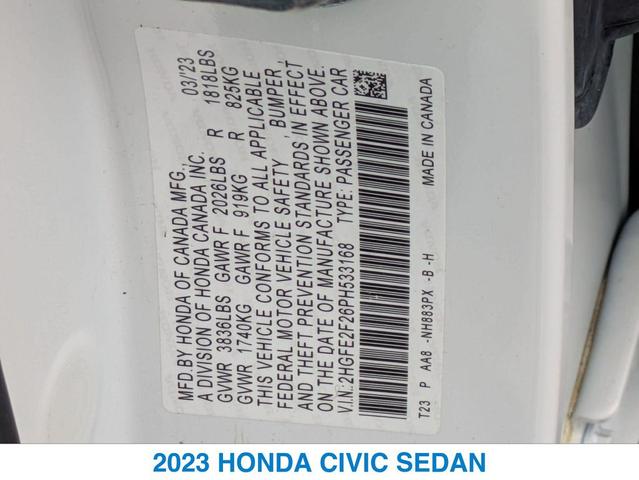 MFD.BY HONDA OF CANADA MFG., 03/'23
A DIVISION OF HONDA CANADA INC.
GVWR 3836LBS GAWR F 2026LBS R 1818LBS
GVWR 1740KG GAWR F 919KG R 825KG
THIS VEHICLE CONFORMS TO ALL APPLICABLE
FEDERAL MOTOR VEHICLE SAFETY , BUMPER ,
AND THEFT PREVENTION STANDARDS IN EFFECT
ON THE DATE OF MANUFACTURE SHOWN ABOVE.
V.I.N.:2HGFE2F26PH533168 TYPE: PASSENGER CAR
T23 P AA8 -NH883PX -B -H MADE IN CANADA
2023 HONDA CIVIC SEDAN